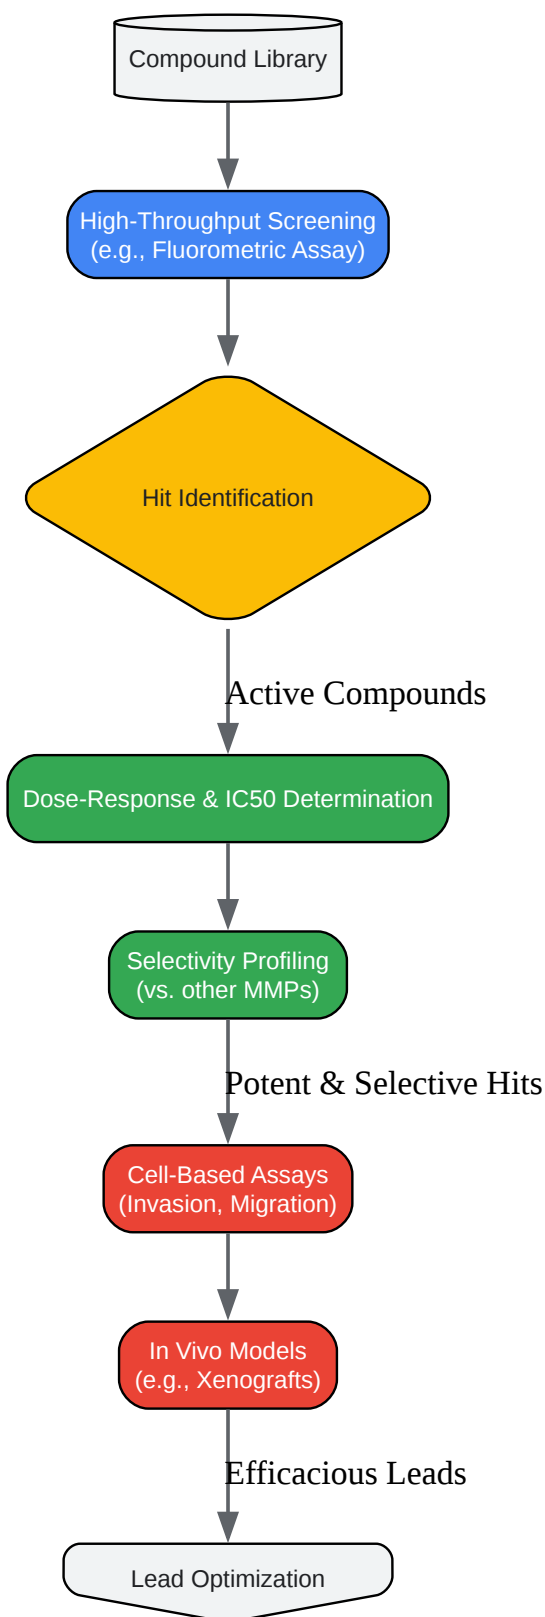 Compound Library
High-Throughput Screening
(e.g., Fluorometric Assay)
Hit Identification
Active Compounds
Dose-Response & IC50 Determination
Selectivity Profiling
(vs. other MMPs)
Potent & Selective Hits
Cell-Based Assays
(Invasion, Migration)
In Vivo Models
(e.g., Xenografts)
Efficacious Leads
Lead Optimization